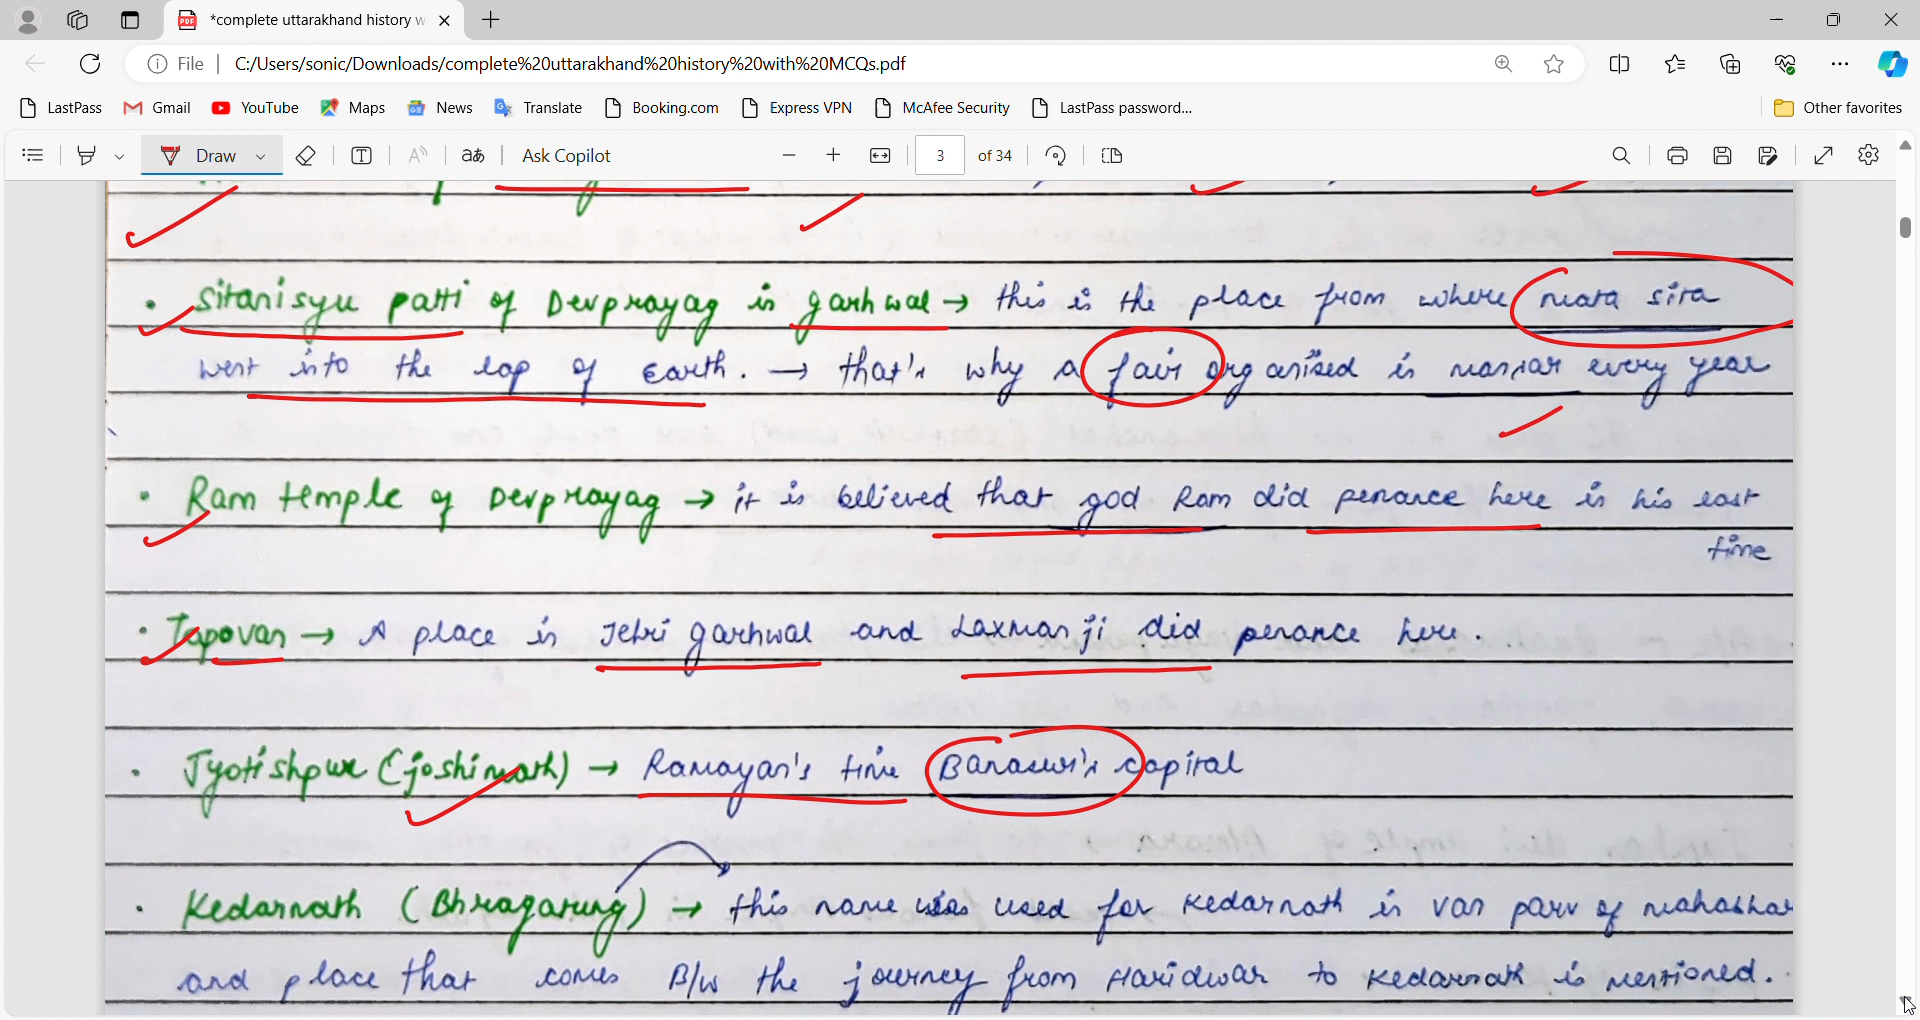 *complete uttarakhand history w
File C:/Users/sonic/Downloads/complete%20uttarakhand%20history%20with%20MCQs.pdf
LastPass Gmail YouTube Maps News Translate Booking.com Express VPN McAfee Security LastPass password... Other favorites
Draw aあ Ask Copilot 3 of 34
• Sitanisyu patti of Devprayag in garhwal → this is the place from where mata sita
went into the lap of Earth. → that's why a fair organised in mansar every year
• Ram temple of Devprayag → it is believed that god Ram did penance here in his last
time
• Tapovan → A place in Tehri garhwal and Laxman ji did penance here.
• Jyotishpur (joshimath) → Ramayan's time Banasur's capital
• Kedarnath ( → this name was used for Kedarnath in van parv of mahabhar
and place that comes B/w the journey from Haridwar to Kedarnath is mentioned.